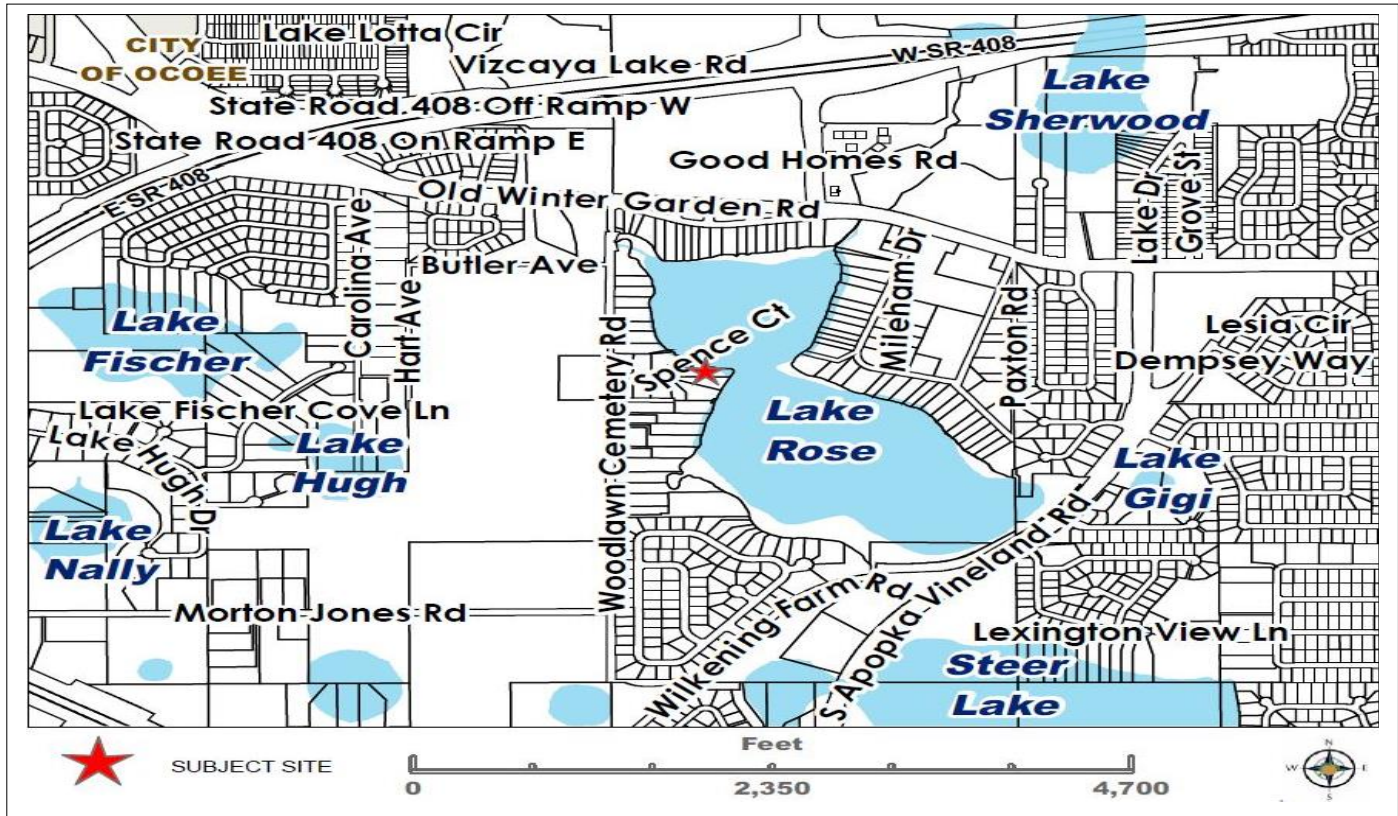 Lake Lotta Cir
CITY
OF OCOEE
Vizcaya Lake Rd
W SR 408
State Road 408 Off Ramp W
Lake
Sherwood
State Road 408 On Ramp E
Good Homes Rd
E SR 408
Old Winter Garden Rd
Lake Dr
Grove St
Carolina Ave
Butler Ave
Hart Ave
Mileham Dr
Paxton Rd
Lake
Fischer
Woodlawn Cemetery Rd
Spence Ct
Lesia Cir
Dempsey Way
Lake Fischer Cove Ln
Lake
Rose
Lake Hugh Dr
Lake
Hugh
Lake
Gigi
Lake
Nally
Morton Jones Rd
Wilkening Farm Rd
S Apopka Vineland Rd
Lexington View Ln
Steer
Lake
SUBJECT SITE
Feet
0 2,350 4,700
N
W E
S